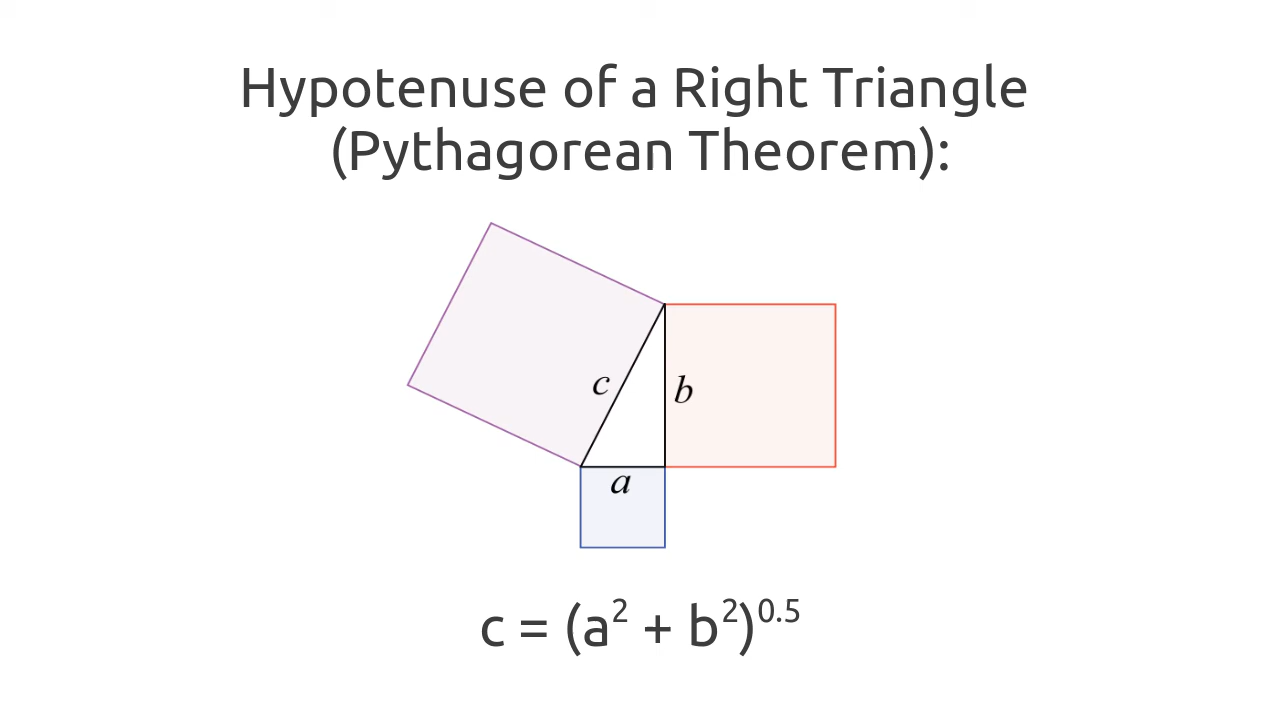 Hypotenuse of a Right Triangle
(Pythagorean Theorem):
c
b
a
c = (a² + b²)⁰·⁵